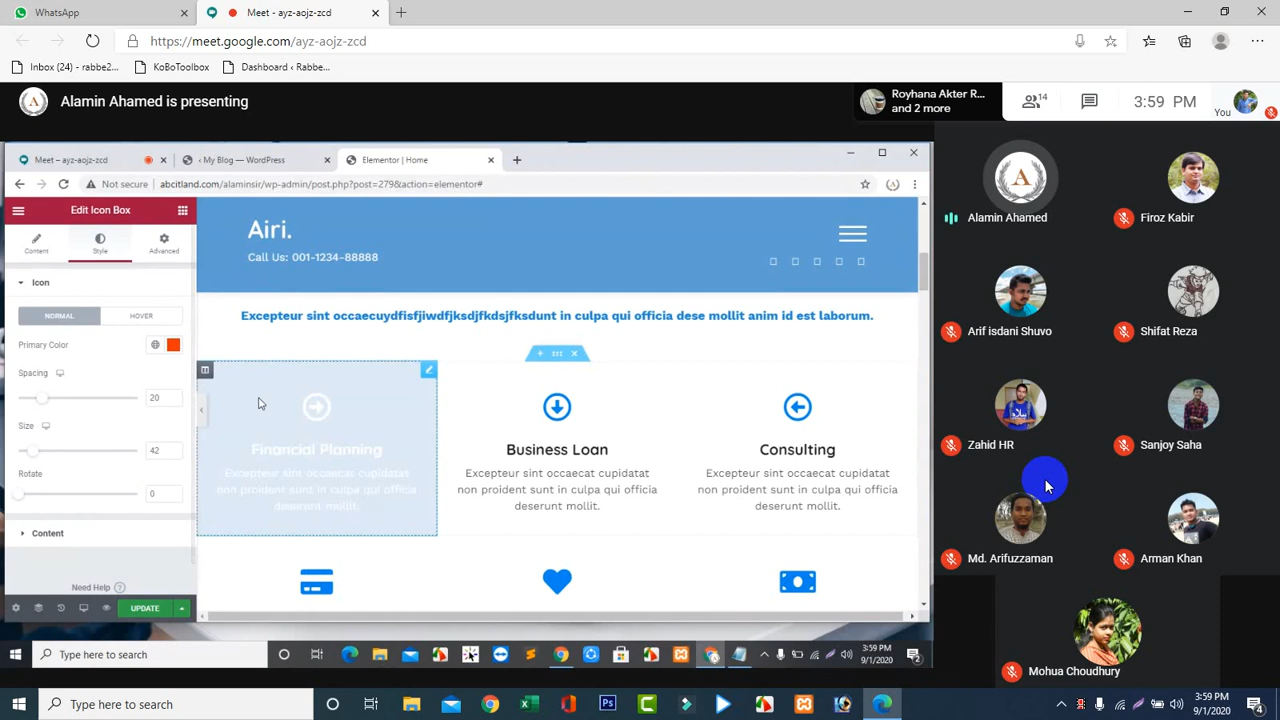 WhatsApp
Meet - ayz-aojz-zcd
https://meet.google.com/ayz-aojz-zcd
Inbox (24) - rabbe2...
KoBoToolbox
Dashboard ‹ Rabbe...
Alamin Ahamed is presenting
Royhana Akter R...
and 2 more
14
3:59 PM
You
Meet – ayz-aojz-zcd
‹ My Blog — WordPress
Elementor | Home
Not secure
abcitland.com/alaminsir/wp-admin/post.php?post=279&action=elementor#
Edit Icon Box
Content
Style
Advanced
Icon
NORMAL
HOVER
Primary Color
Spacing
20
Size
42
Rotate
0
Content
Need Help
UPDATE
Airi.
Call Us: 001-1234-88888
Excepteur sint occaecuydfisfjiwdfjksdjfkdsjfksdunt in culpa qui officia dese mollit anim id est laborum.
Financial Planning
Excepteur sint occaecat cupidatat
non proident sunt in culpa qui officia
deserunt mollit.
Business Loan
Excepteur sint occaecat cupidatat
non proident sunt in culpa qui officia
deserunt mollit.
Consulting
Excepteur sint occaecat cupidatat
non proident sunt in culpa qui officia
deserunt mollit.
Alamin Ahamed
Firoz Kabir
Arif isdani Shuvo
Shifat Reza
Zahid HR
Sanjoy Saha
Md. Arifuzzaman
Arman Khan
Mohua Choudhury
Type here to search
3:59 PM
9/1/2020
2
Type here to search
3:59 PM
9/1/2020
4